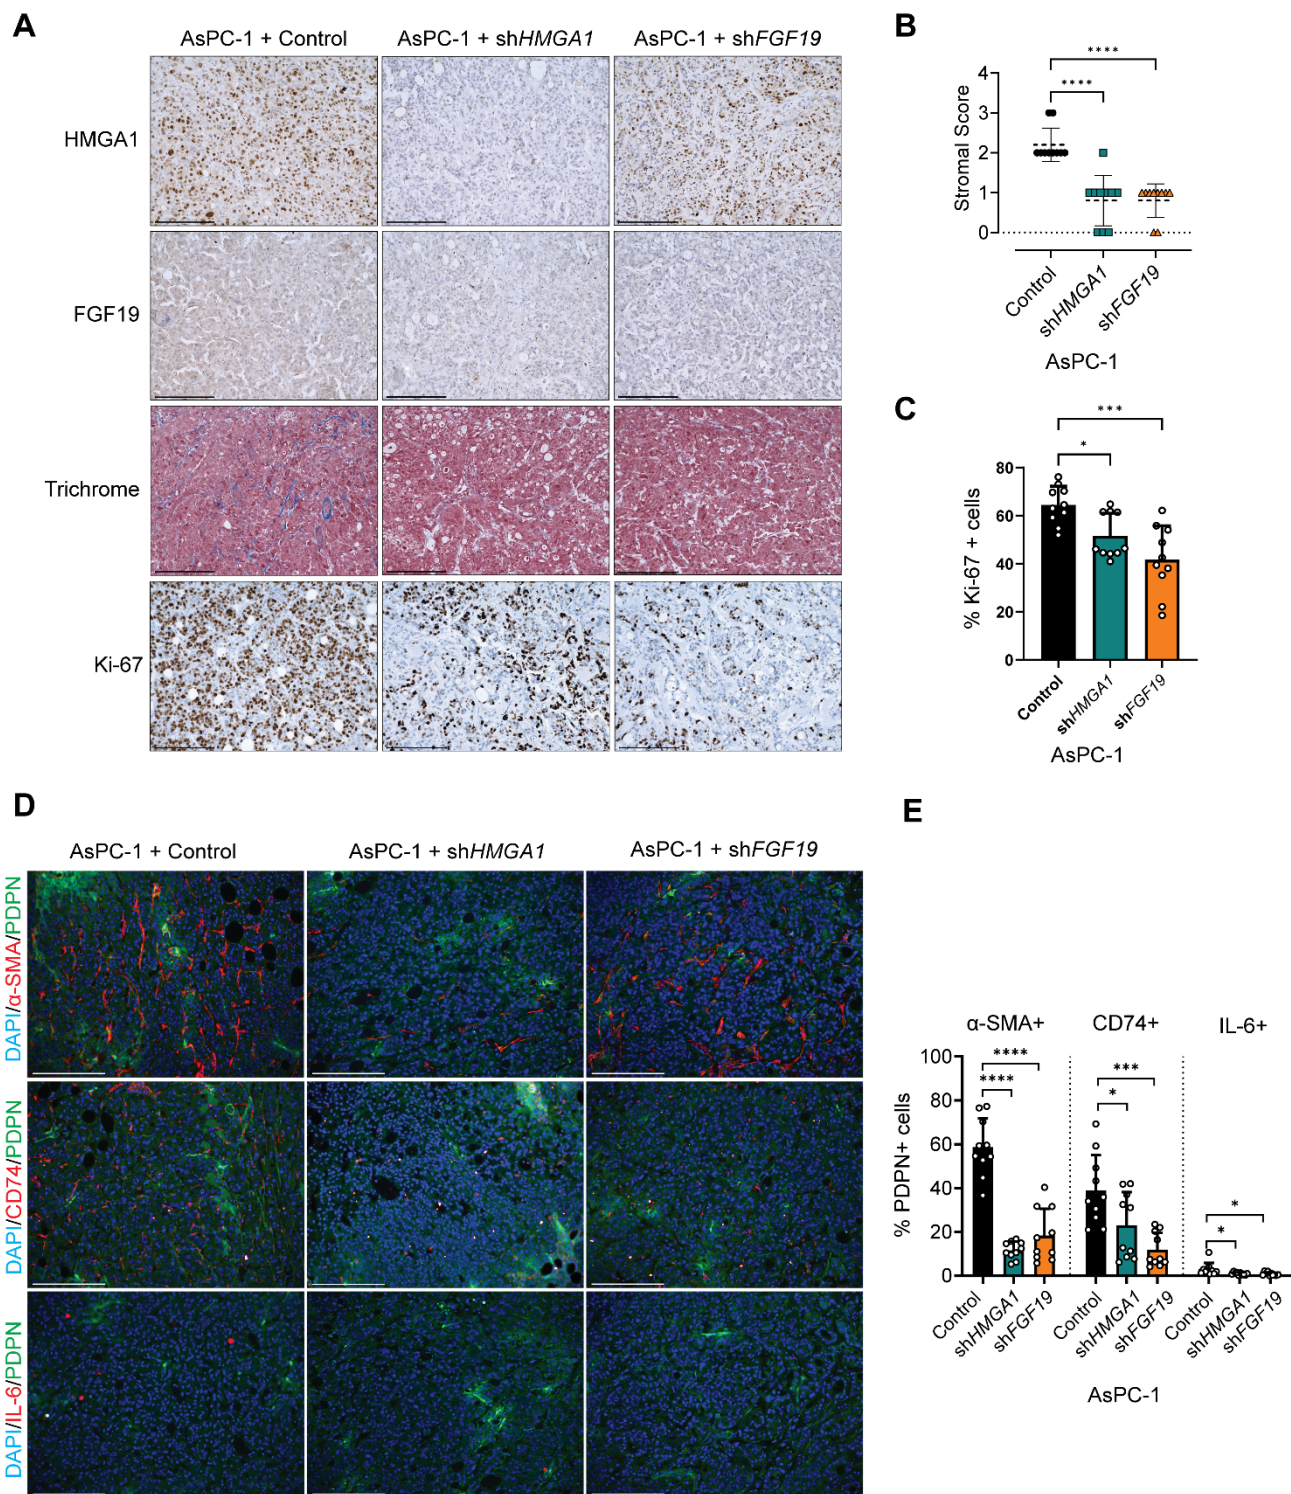 A
AsPC-1 + Control
AsPC-1 + shHMGA1
AsPC-1 + shFGF19
HMGA1
FGF19
Trichrome
Ki-67
B
****
****
Stromal Score
4
3
2
1
0
Control
shHMGA1
shFGF19
AsPC-1
C
***
*
% Ki-67 + cells
80
60
40
20
0
Control
shHMGA1
shFGF19
AsPC-1
D
AsPC-1 + Control
AsPC-1 + shHMGA1
AsPC-1 + shFGF19
DAPI/α-SMA/PDPN
DAPI/CD74/PDPN
DAPI/IL-6/PDPN
E
α-SMA+
CD74+
IL-6+
****
****
***
*
*
*
% PDPN+ cells
100
80
60
40
20
0
Control
shHMGA1
shFGF19
Control
shHMGA1
shFGF19
Control
shHMGA1
shFGF19
AsPC-1